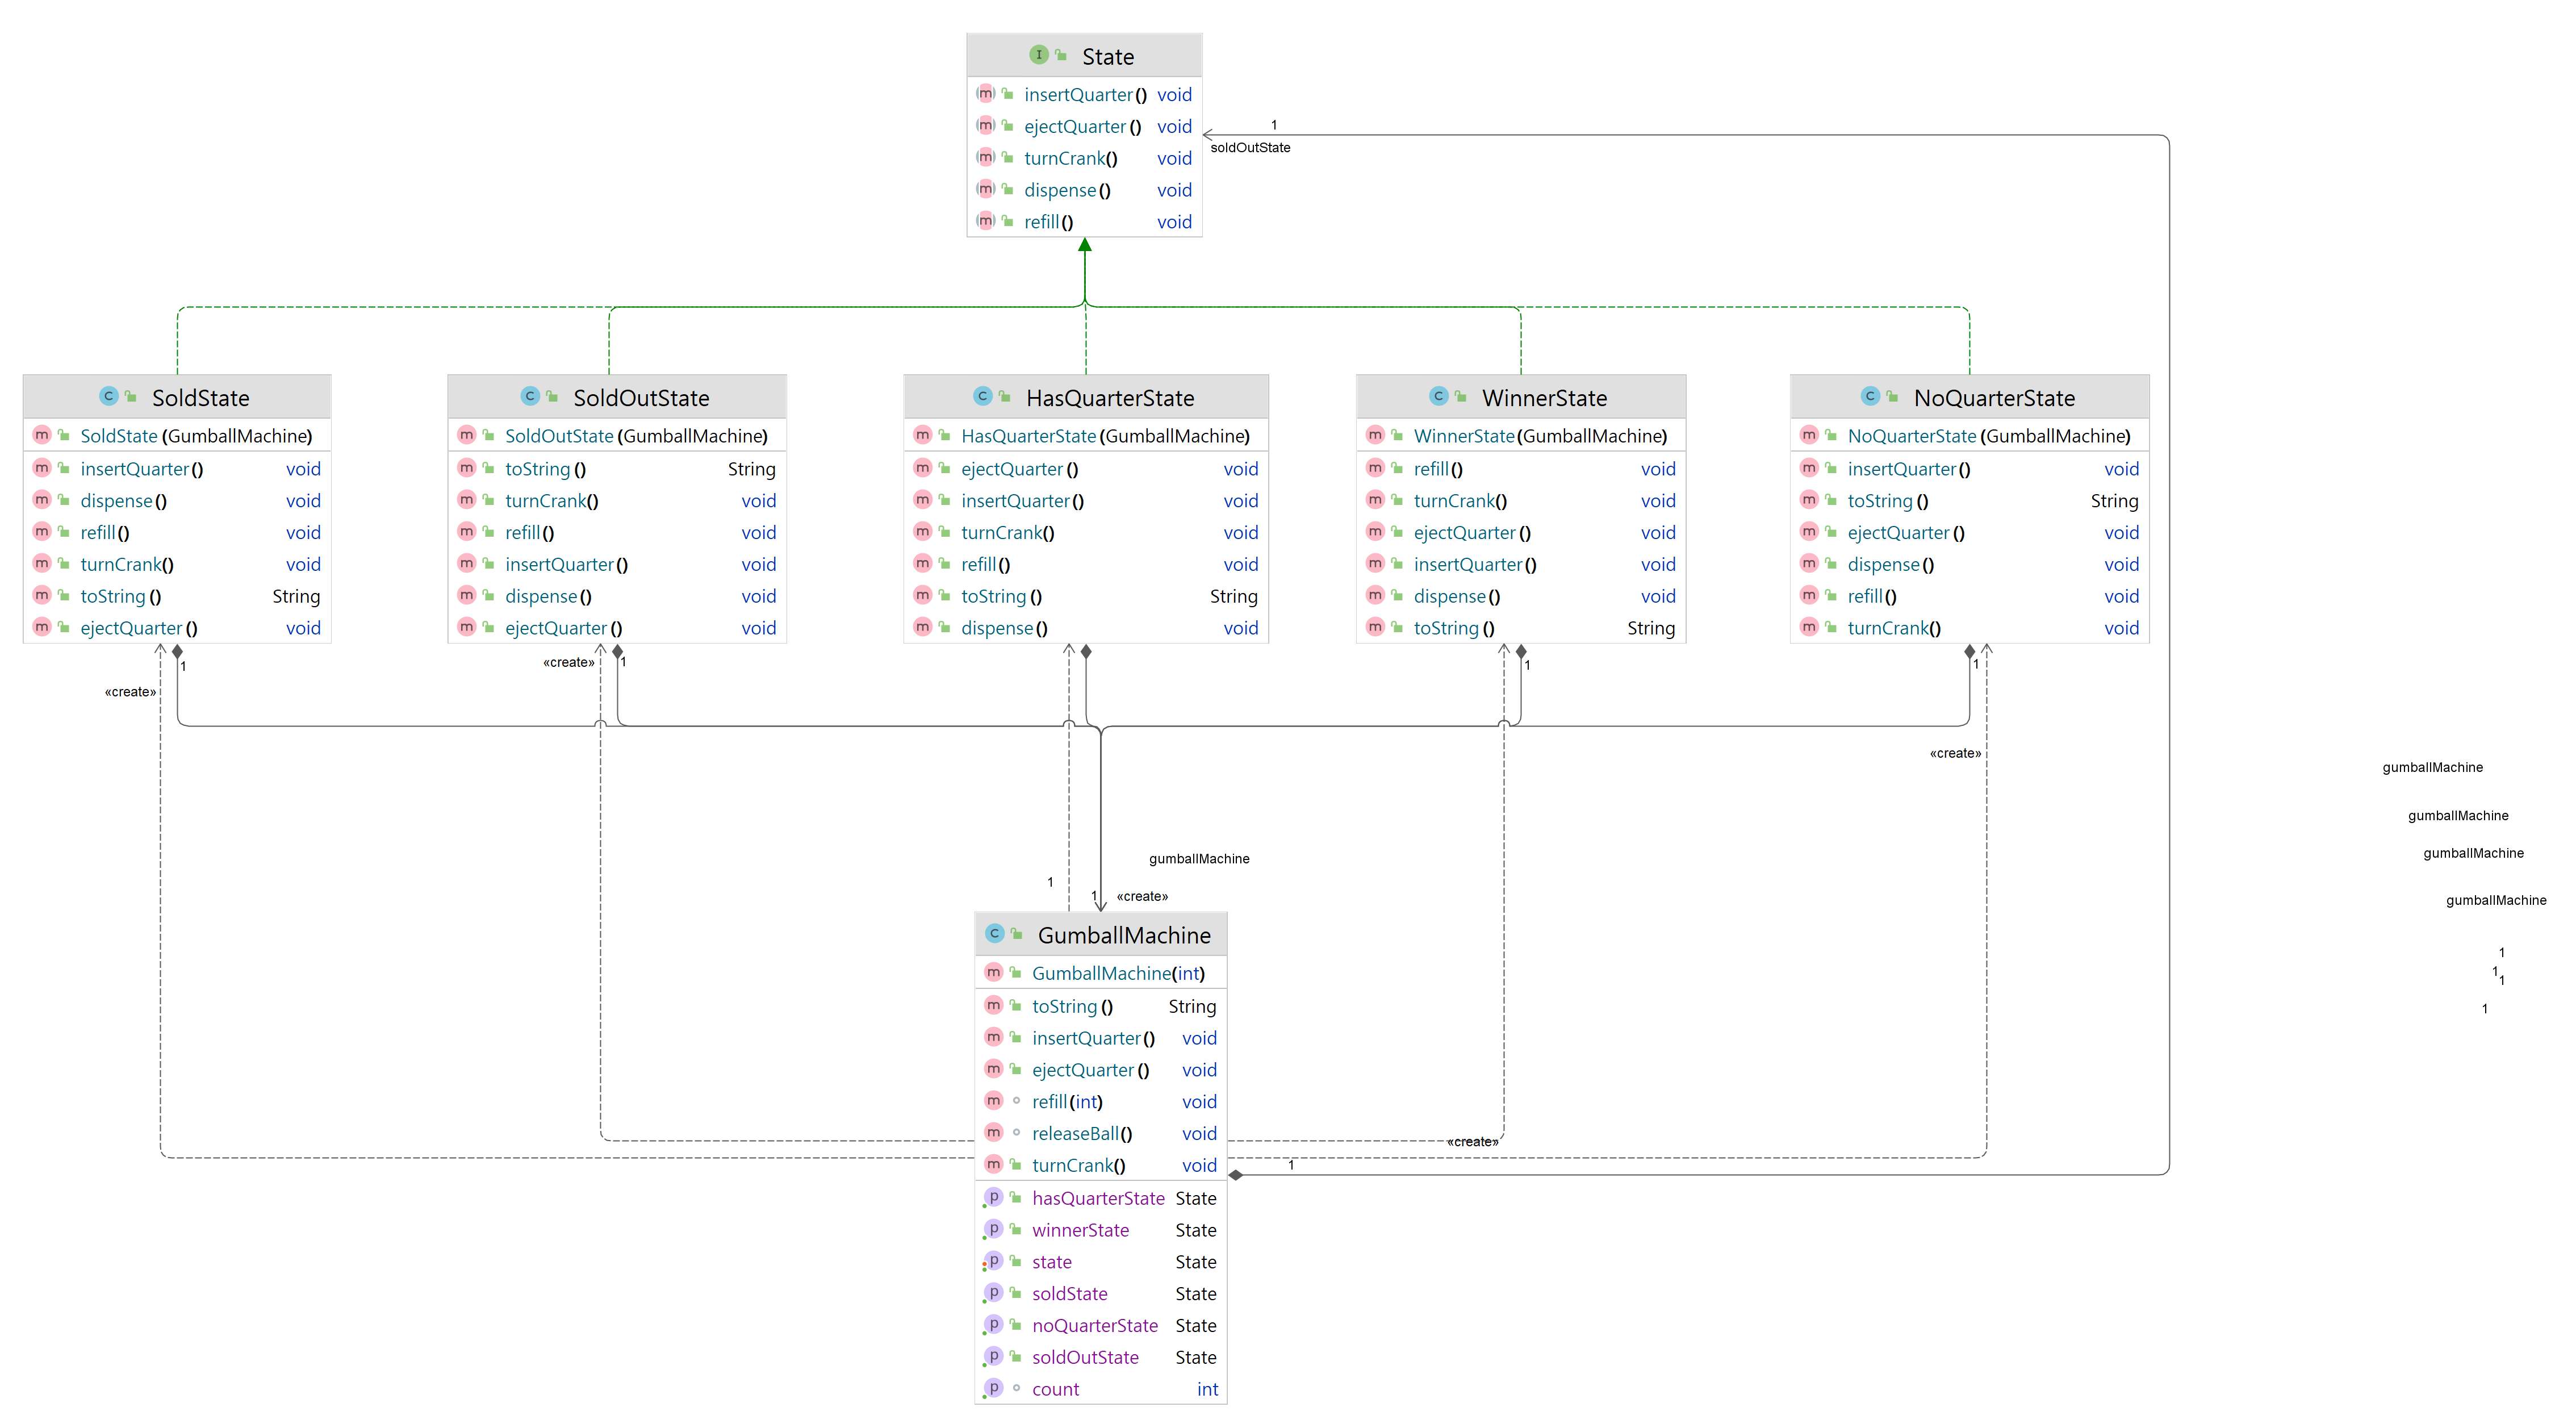 State
insertQuarter() void
ejectQuarter() void
turnCrank() void
dispense() void
refill() void
1
soldOutState
SoldState
SoldState(GumballMachine)
insertQuarter() void
dispense() void
refill() void
turnCrank() void
toString() String
ejectQuarter() void
SoldOutState
SoldOutState(GumballMachine)
toString() String
turnCrank() void
refill() void
insertQuarter() void
dispense() void
ejectQuarter() void
HasQuarterState
HasQuarterState(GumballMachine)
ejectQuarter() void
insertQuarter() void
turnCrank() void
refill() void
toString() String
dispense() void
WinnerState
WinnerState(GumballMachine)
refill() void
turnCrank() void
ejectQuarter() void
insertQuarter() void
dispense() void
toString() String
NoQuarterState
NoQuarterState(GumballMachine)
insertQuarter() void
toString() String
ejectQuarter() void
dispense() void
refill() void
turnCrank() void
«create»
1
«create»
1
1
1
«create»
gumballMachine
gumballMachine
gumballMachine
gumballMachine
1
1
1
1
gumballMachine
1
1
«create»
GumballMachine
GumballMachine(int)
toString() String
insertQuarter() void
ejectQuarter() void
refill(int) void
releaseBall() void
turnCrank() void
hasQuarterState State
winnerState State
state State
soldState State
noQuarterState State
soldOutState State
count int
«create»
1